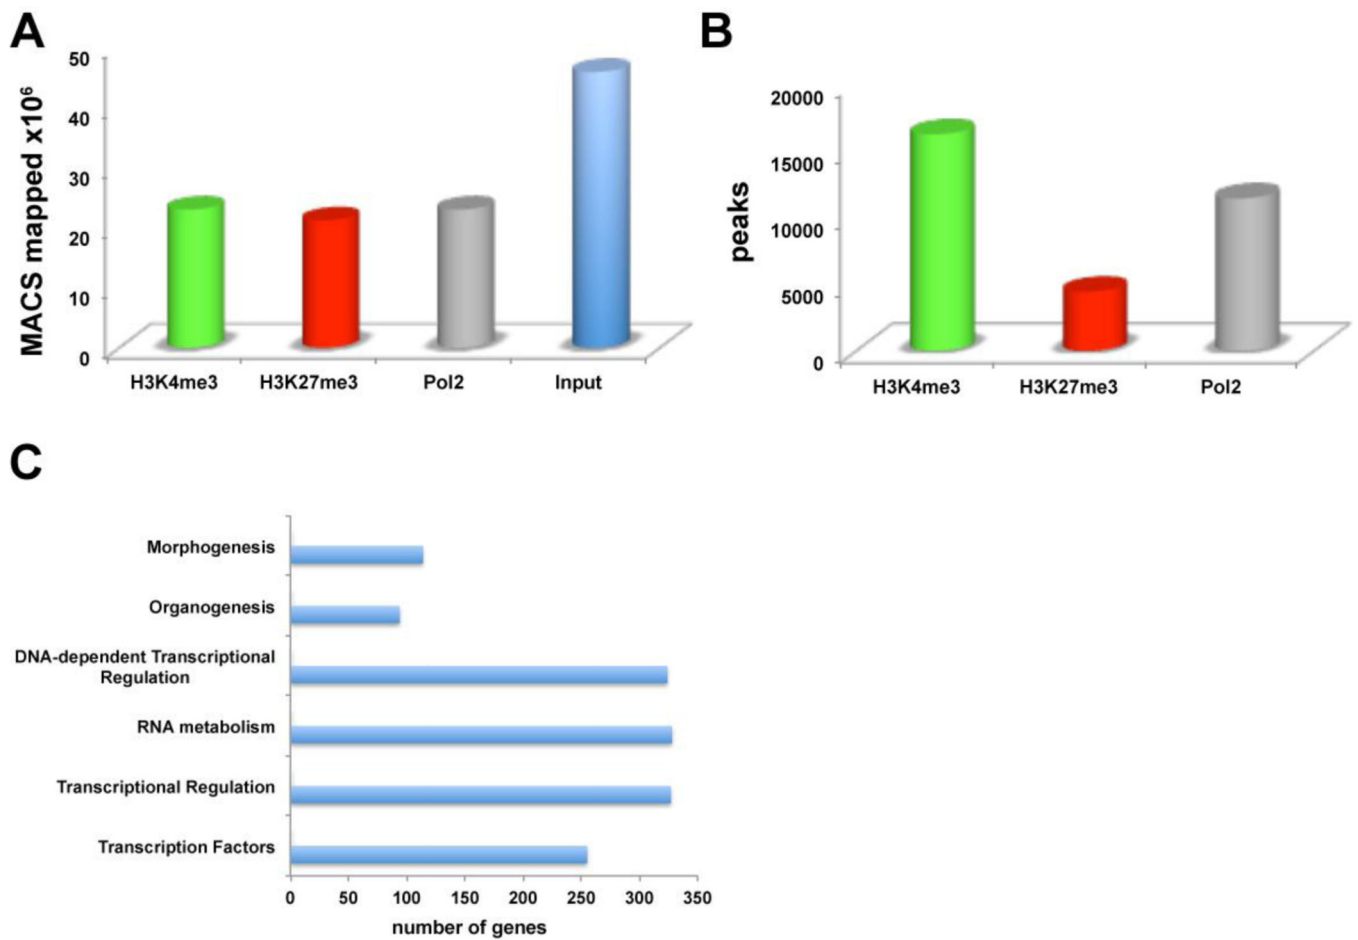 A
MACS mapped x10⁶
50
40
30
20
10
0
H3K4me3 H3K27me3 Pol2 Input
B
peaks
20000
15000
10000
5000
0
H3K4me3 H3K27me3 Pol2
C
Morphogenesis
Organogenesis
DNA-dependent Transcriptional
Regulation
RNA metabolism
Transcriptional Regulation
Transcription Factors
0 50 100 150 200 250 300 350
number of genes